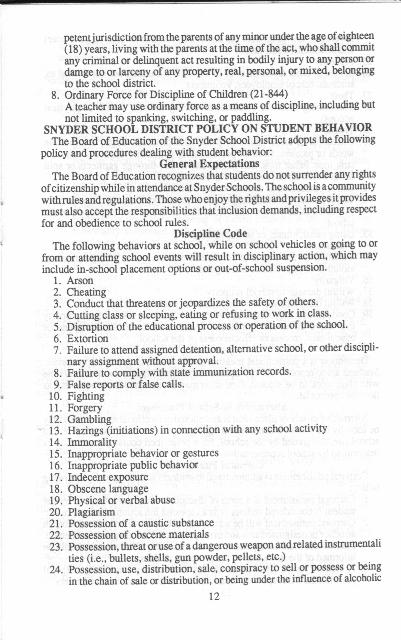 petent jurisdiction from the parents of any minor under the age of eighteen
(18) years, living with the parents at the time of the act, who shall commit
any criminal or delinquent act resulting in bodily injury to any person or
damge to or larceny of any property, real, personal, or mixed, belonging
to the school district.
8. Ordinary Force for Discipline of Children (21-844)
A teacher may use ordinary force as a means of discipline, including but
not limited to spanking, switching, or paddling.
SNYDER SCHOOL DISTRICT POLICY ON STUDENT BEHAVIOR
The Board of Education of the Snyder School District adopts the following
policy and procedures dealing with student behavior:
General Expectations
The Board of Education recognizes that students do not surrender any rights
of citizenship while in attendance at Snyder Schools. The school is a community
with rules and regulations. Those who enjoy the rights and privileges it provides
must also accept the responsibilities that inclusion demands, including respect
for and obedience to school rules.
Discipline Code
The following behaviors at school, while on school vehicles or going to or
from or attending school events will result in disciplinary action, which may
include in-school placement options or out-of-school suspension.
1. Arson
2. Cheating
3. Conduct that threatens or jeopardizes the safety of others.
4. Cutting class or sleeping, eating or refusing to work in class.
5. Disruption of the educational process or operation of the school.
6. Extortion
7. Failure to attend assigned detention, alternative school, or other discipli-
nary assignment without approval.
8. Failure to comply with state immunization records.
9. False reports or false calls.
10. Fighting
11. Forgery
12. Gambling
13. Hazings (initiations) in connection with any school activity
14. Immorality
15. Inappropriate behavior or gestures
16. Inappropriate public behavior
17. Indecent exposure
18. Obscene language
19. Physical or verbal abuse
20. Plagiarism
21. Possession of a caustic substance
22. Possession of obscene materials
23. Possession, threat or use of a dangerous weapon and related instrumentali
ties (i.e., bullets, shells, gun powder, pellets, etc.)
24. Possession, use, distribution, sale, conspiracy to sell or possess or being
in the chain of sale or distribution, or being under the influence of alcoholic
12